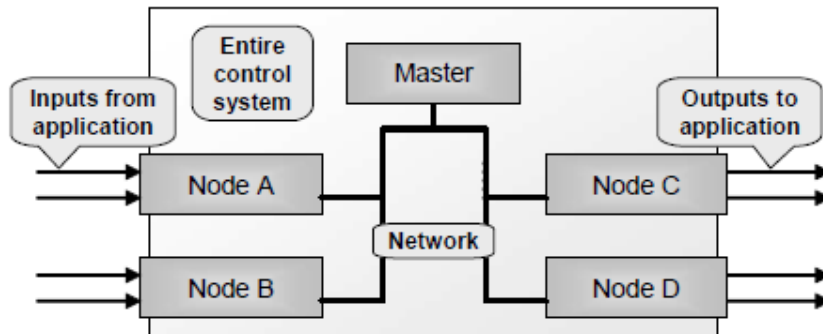 Entire
control
system
Master
Inputs from
application
Outputs to
application
Node A
Node C
Network
Node B
Node D